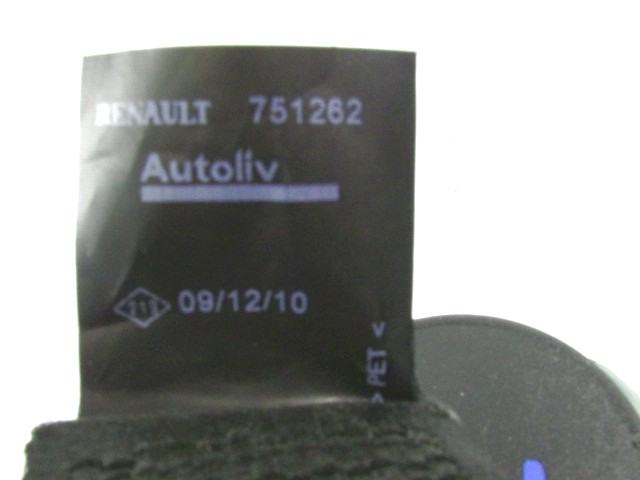 RENAULT 751262
Autoliv
09/12/10
> PET <